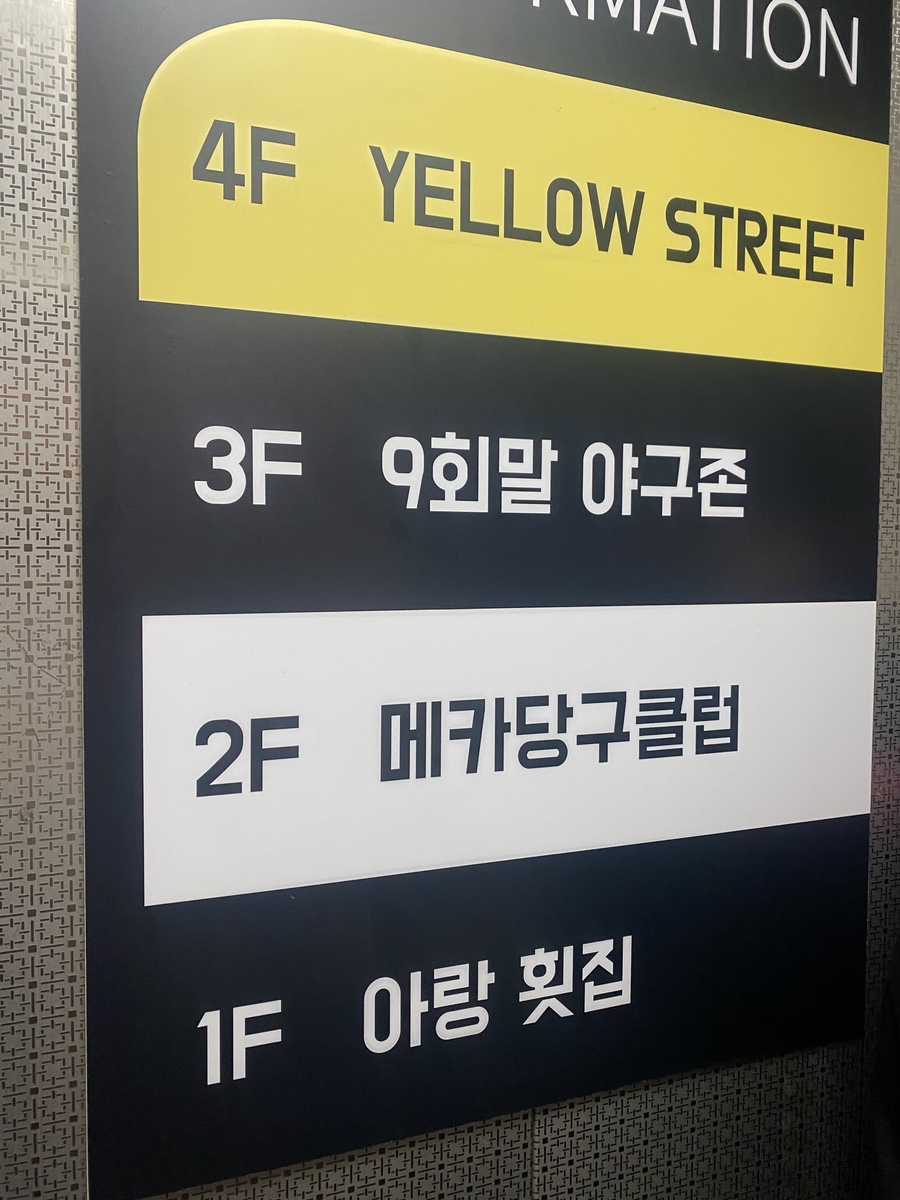 4F YELLOW STREET
3F 9회말 야구존
2F 메카당구클럽
1F 아랑 횟집